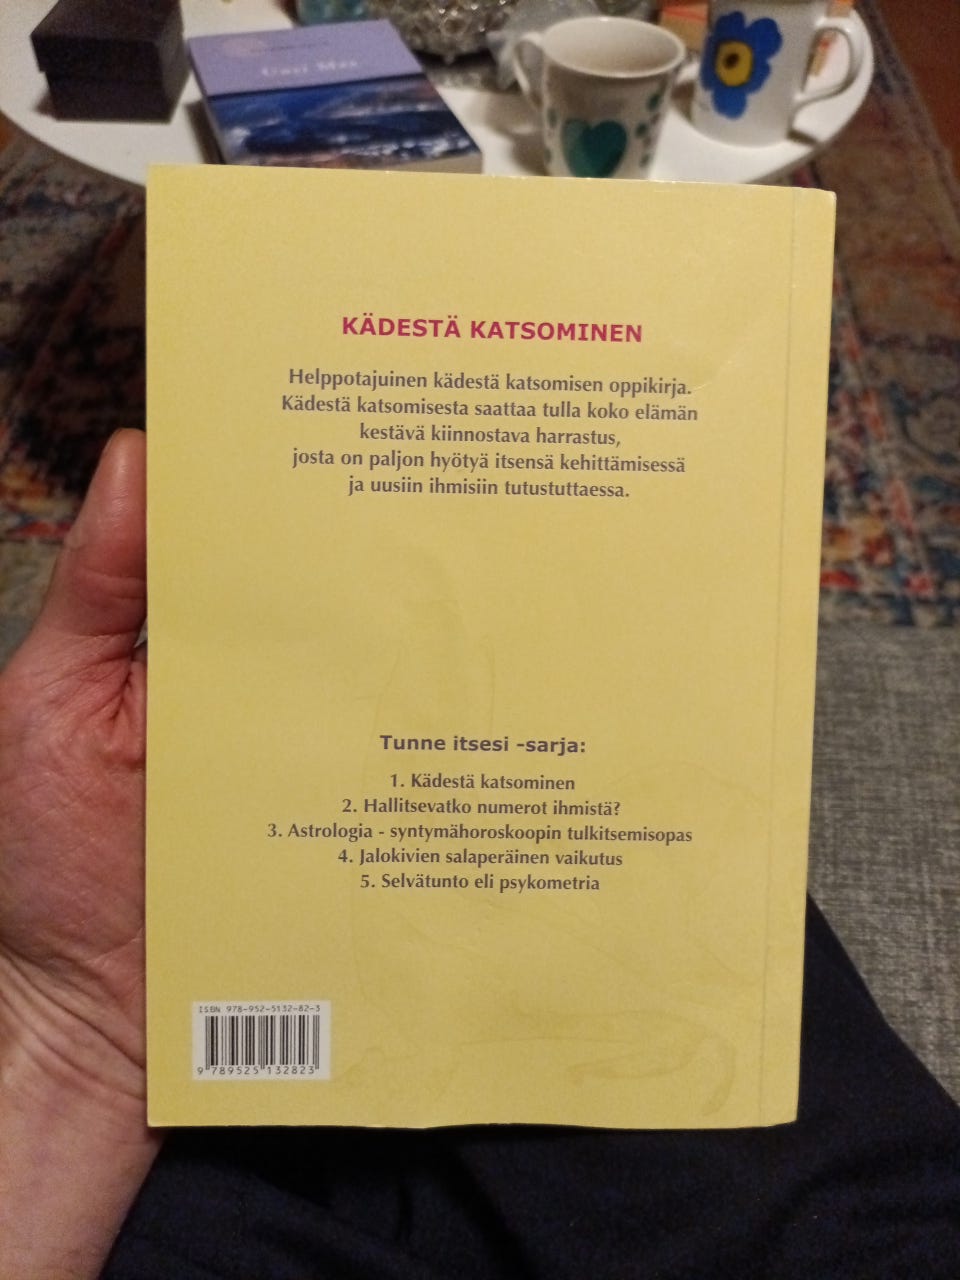 KÄDESTÄ KATSOMINEN
Helppotajuinen kädestä katsomisen oppikirja.
Kädestä katsomisesta saattaa tulla koko elämän
kestävä kiinnostava harrastus,
josta on paljon hyötyä itsensä kehittämisessä
ja uusiin ihmisiin tutustuttaessa.
Tunne itsesi -sarja:
1. Kädestä katsominen
2. Hallitsevatko numerot ihmistä?
3. Astrologia - syntymähoroskoopin tulkitsemisopas
4. Jalokivien salaperäinen vaikutus
5. Selvätunto eli psykometria
ISBN 978-952-5132-82-3
9 789525 132823